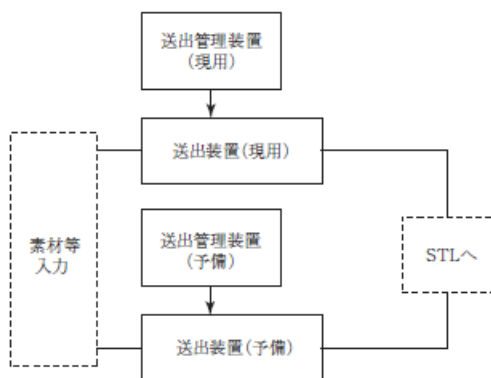 送出管理装置
(現用)
送出装置(現用)
素材等
入力
送出管理装置
(予備)
STLへ
送出装置(予備)